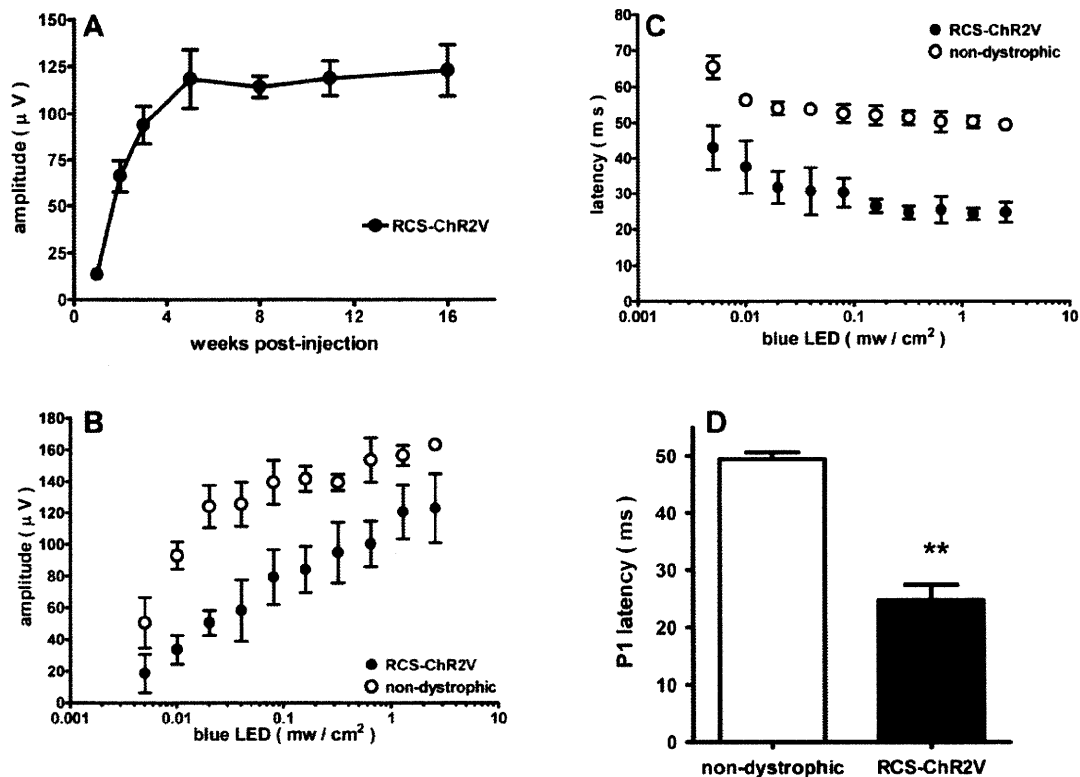 A
150
125
100
75
50
25
0
amplitude ( μ V )
RCS-ChR2V
0 4 8 12 16
weeks post-injection
C
RCS-ChR2V
non-dystrophic
80
70
60
50
40
30
20
10
0
latency ( m s )
0.001 0.01 0.1 1 10
blue LED ( mw / cm² )
B
180
160
140
120
100
80
60
40
20
0
amplitude ( μ V )
RCS-ChR2V
non-dystrophic
0.001 0.01 0.1 1 10
blue LED ( mw / cm² )
D
50
40
30
20
10
0
P1 latency ( ms )
**
non-dystrophic RCS-ChR2V